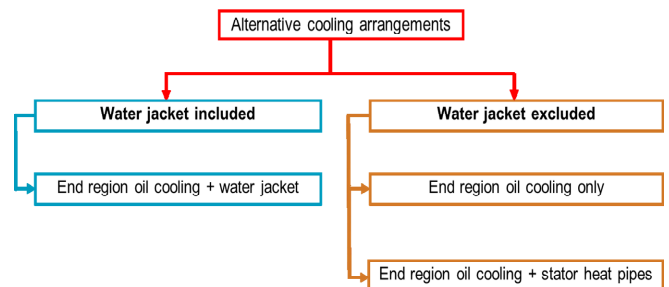 Alternative cooling arrangements
Water jacket included
Water jacket excluded
End region oil cooling + water jacket
End region oil cooling only
End region oil cooling + stator heat pipes